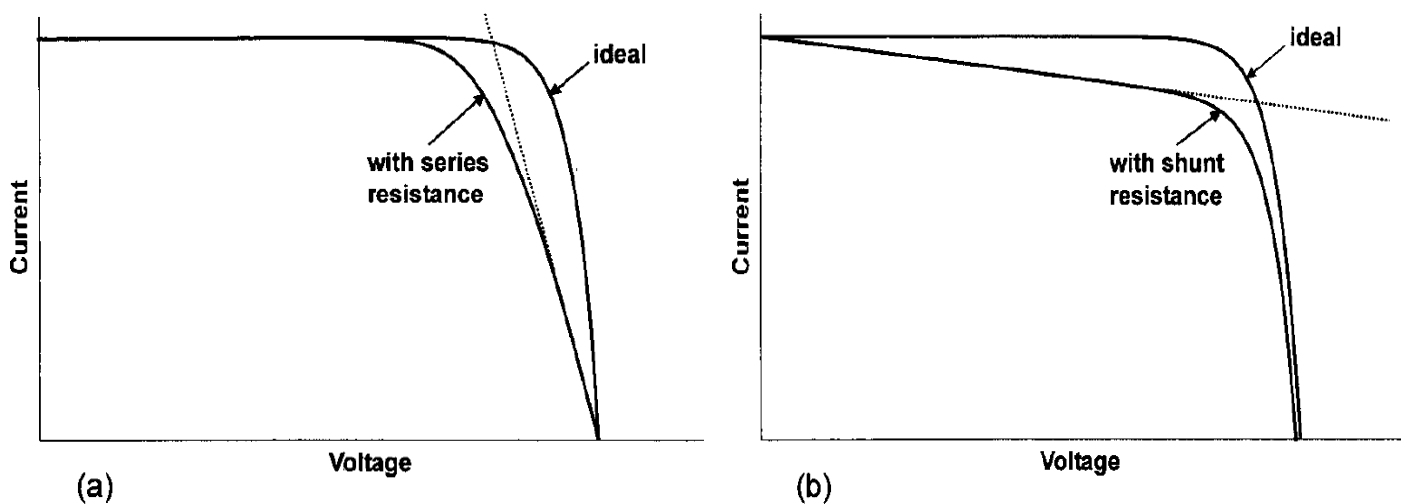 ideal
with series
resistance
Current
Voltage
(a)
ideal
with shunt
resistance
Current
Voltage
(b)